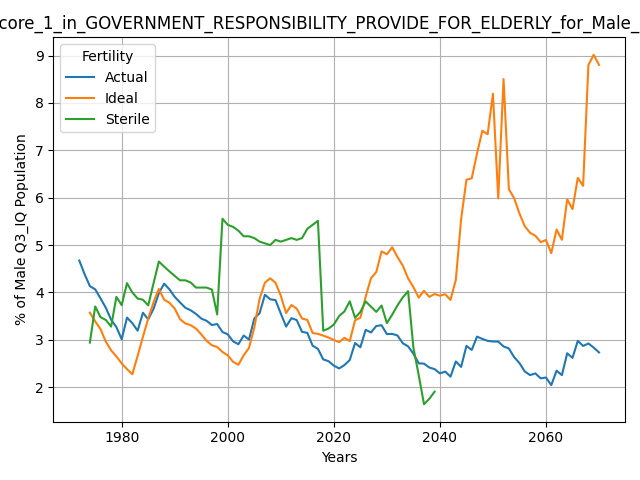 core_1_in_GOVERNMENT_RESPONSIBILITY_PROVIDE_FOR_ELDERLY_for_Male_
Fertility
Actual
Ideal
Sterile
% of Male Q3_IQ Population
9
8
7
6
5
4
3
2
1980
2000
2020
2040
2060
Years